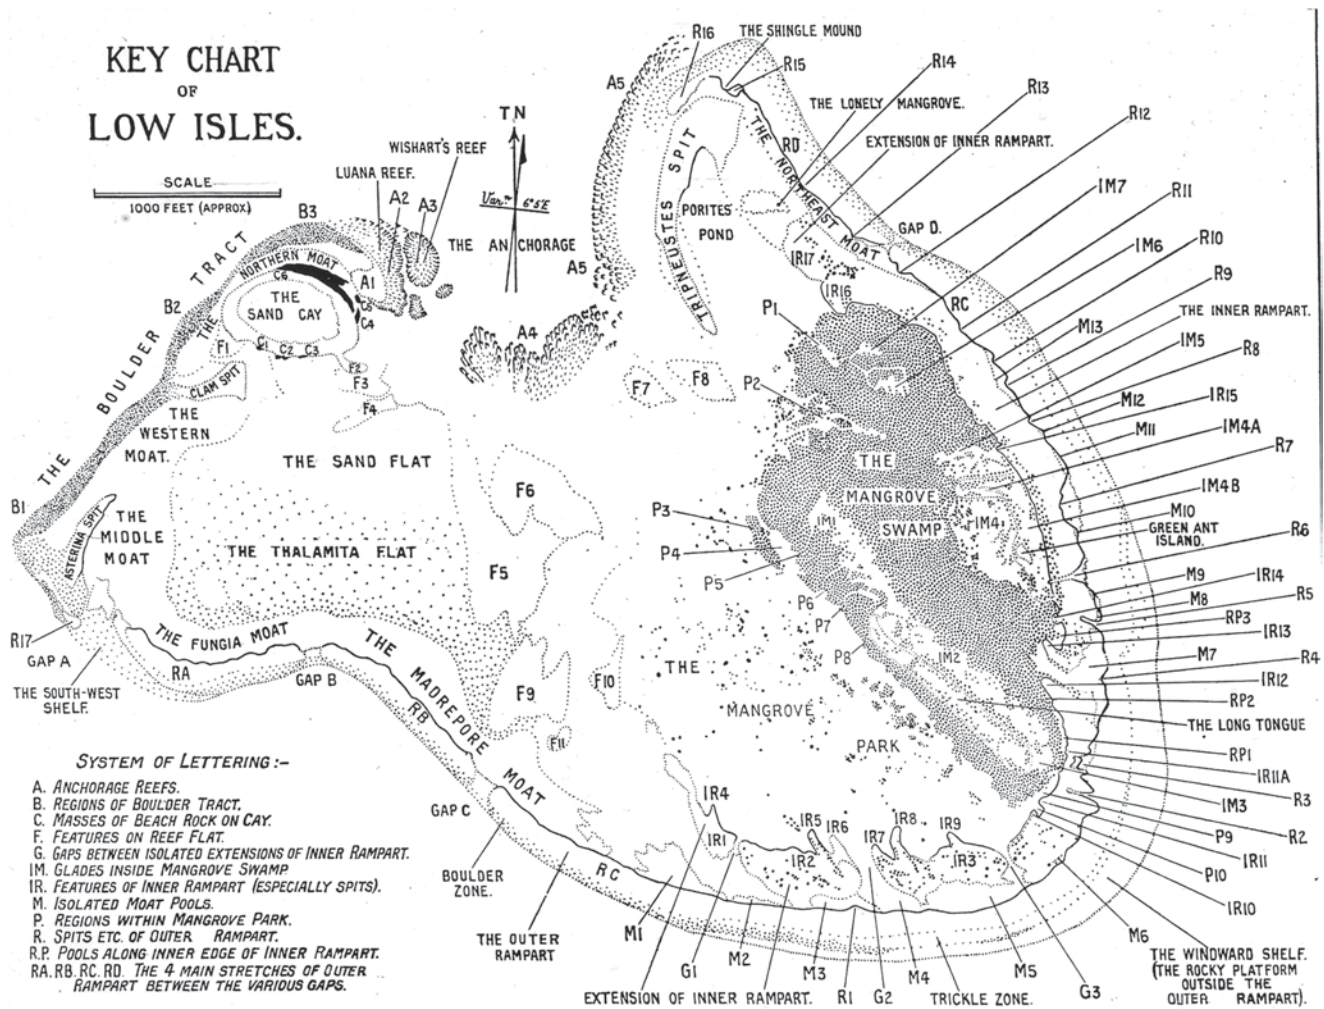 KEY CHART
OF
LOW ISLES.
SCALE
1000 FEET (APPROX.)
TN
Var.n 6°5'E
WISHART'S REEF
LUANA REEF.
A2
A3
B3
THE ANCHORAGE
A5
A5
A4
R16
THE SHINGLE MOUND
R15
R14
THE LONELY MANGROVE.
R13
EXTENSION OF INNER RAMPART.
R12
IM7
R11
GAP D.
IM6
R10
R9
THE INNER RAMPART.
M13
IM5
R8
M12
IR15
M11
IM4A
R7
IM4B
M10
GREEN ANT
ISLAND.
R6
M9
IR14
M8
R5
RP3
IR13
M7
R4
IR12
RP2
THE LONG TONGUE
RP1
IR11A
IM3
R3
P9
R2
IR11
P10
IR10
M6
THE WINDWARD SHELF.
(THE ROCKY PLATFORM
OUTSIDE THE
OUTER RAMPART).
RD
THE NORTHEAST MOAT
TRIPNEUSTES SPIT
PORITES
POND
IR17
IR16
RC
P1
P2
F7
F8
THE
MANGROVE
SWAMP
IM1
IM4
IM2
P3
P4
P5
P6
P7
P8
THE BOULDER TRACT
B2
B1
THE NORTHERN MOAT
C6
A1
THE
SAND CAY
C5
C4
F1
C1
C2
C3
F2
F3
F4
CLAM SPIT
THE
WESTERN
MOAT.
THE SAND FLAT
F6
ASTERINA SPIT
THE
MIDDLE
MOAT
THE THALAMITA FLAT
F5
R17
GAP A
THE SOUTH-WEST
SHELF.
THE FUNGIA MOAT
RA
GAP B
RB
THE MADREPORE MOAT
F9
F10
F11
THE
MANGROVE
PARK
GAP C
BOULDER
ZONE.
THE OUTER
RAMPART
RC
IR4
IR1
IR5
IR6
IR2
IR7
IR8
IR9
IR3
M1
G1
M2
M3
R1
G2
M4
TRICKLE ZONE.
M5
G3
EXTENSION OF INNER RAMPART.
SYSTEM OF LETTERING :-
A. ANCHORAGE REEFS.
B. REGIONS OF BOULDER TRACT.
C. MASSES OF BEACH ROCK ON CAY.
F. FEATURES ON REEF FLAT.
G. GAPS BETWEEN ISOLATED EXTENSIONS OF INNER RAMPART.
IM. GLADES INSIDE MANGROVE SWAMP
IR. FEATURES OF INNER RAMPART (ESPECIALLY SPITS).
M. ISOLATED MOAT POOLS.
P. REGIONS WITHIN MANGROVE PARK.
R. SPITS ETC. OF OUTER RAMPART.
R.P. POOLS ALONG INNER EDGE OF INNER RAMPART.
RA. RB. RC. RD. THE 4 MAIN STRETCHES OF OUTER
RAMPART BETWEEN THE VARIOUS GAPS.